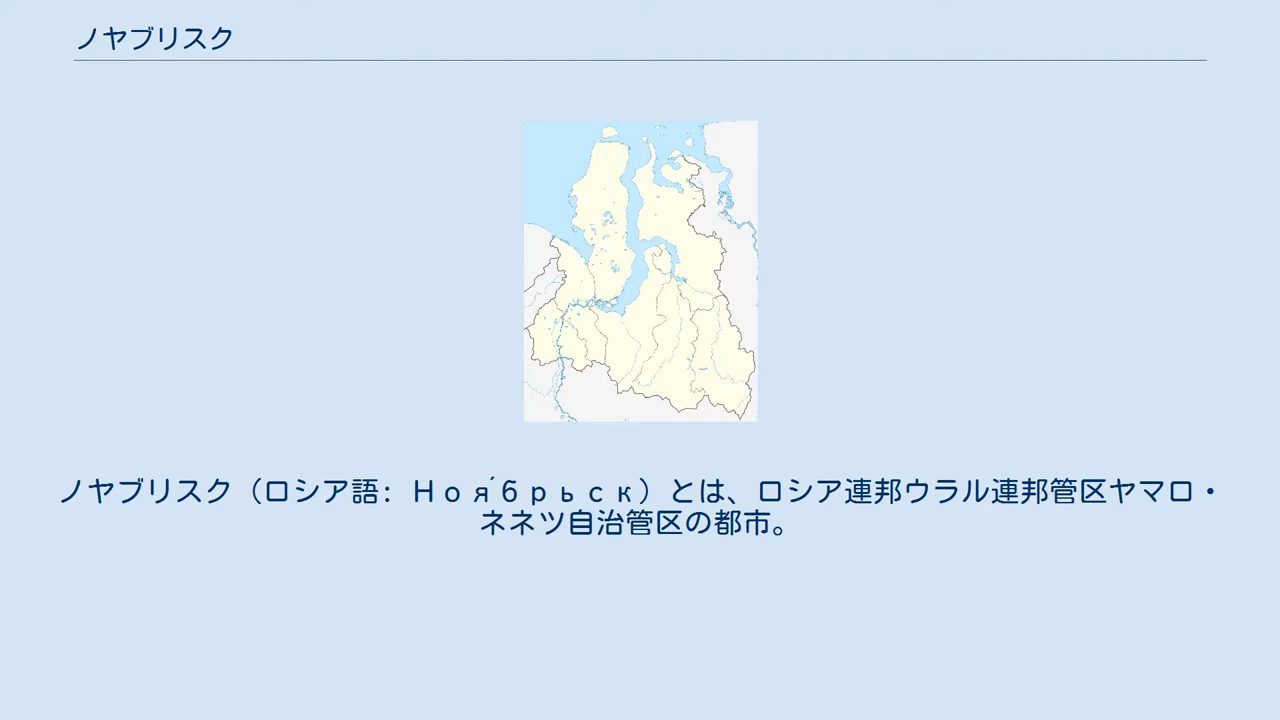 ノヤブリスク
ノヤブリスク（ロシア語: Ｎоя́брьск）とは、ロシア連邦ウラル連邦管区ヤマロ・
ネネツ自治管区の都市。